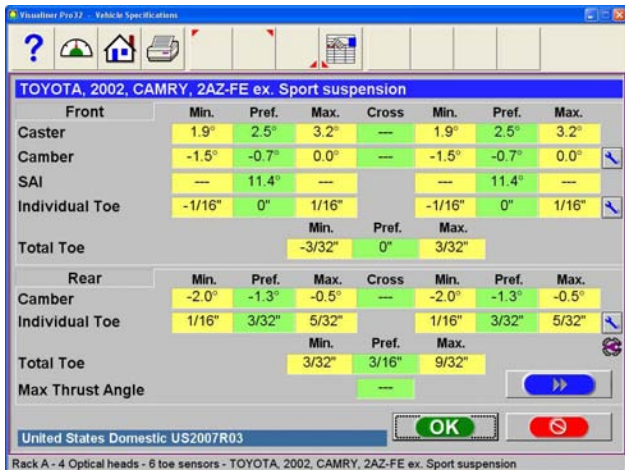 Visualiner Pro32 - Vehicle Specifications
?
TOYOTA, 2002, CAMRY, 2AZ-FE ex. Sport suspension
Front Min. Pref. Max. Cross Min. Pref. Max.
Caster 1.9° 2.5° 3.2° --- 1.9° 2.5° 3.2°
Camber -1.5° -0.7° 0.0° --- -1.5° -0.7° 0.0°
SAI --- 11.4° --- --- 11.4° ---
Individual Toe -1/16" 0" 1/16" -1/16" 0" 1/16"
Min. Pref. Max.
Total Toe -3/32" 0" 3/32"
Rear Min. Pref. Max. Cross Min. Pref. Max.
Camber -2.0° -1.3° -0.5° --- -2.0° -1.3° -0.5°
Individual Toe 1/16" 3/32" 5/32" 1/16" 3/32" 5/32"
Min. Pref. Max.
Total Toe 3/32" 3/16" 9/32"
Max Thrust Angle ---
OK
United States Domestic US2007R03
Rack A - 4 Optical heads - 6 toe sensors - TOYOTA, 2002, CAMRY, 2AZ-FE ex. Sport suspension